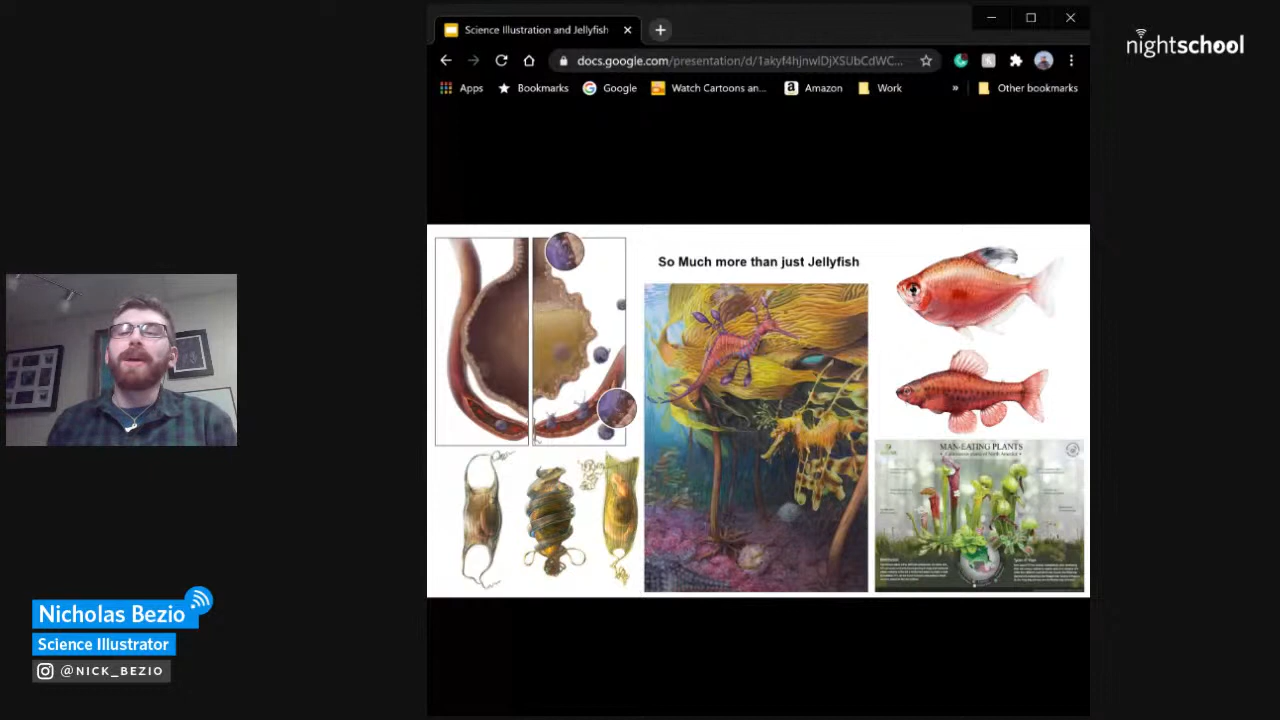 Science Illustration and Jellyfish
nightschool
docs.google.com/presentation/d/1akyf4hjnwlDjXSUbCdWC...
Apps
Bookmarks
Google
Watch Cartoons an...
Amazon
Work
»
Other bookmarks
So Much more than just Jellyfish
MAN-EATING PLANTS
Nicholas Bezio
Science Illustrator
@NICK_BEZIO